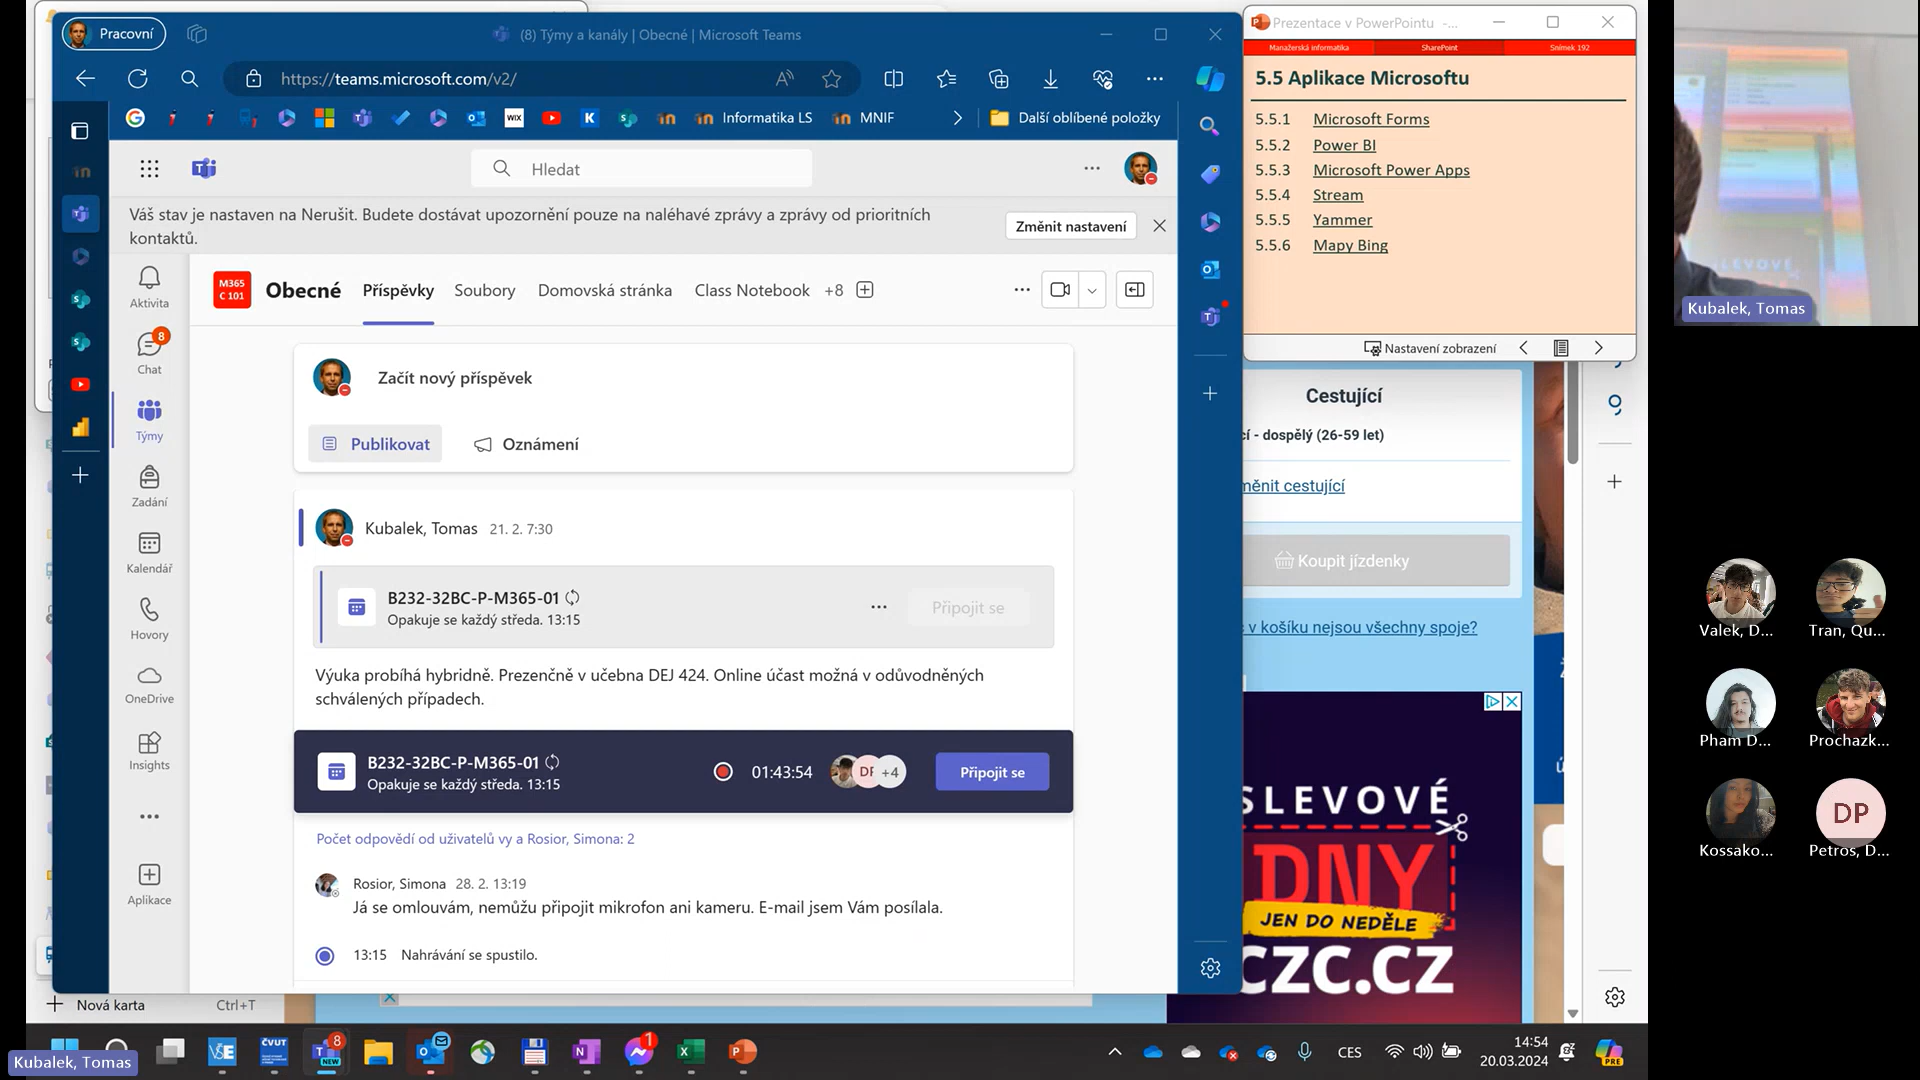 Pracovní
(8) Týmy a kanály | Obecné | Microsoft Teams
https://teams.microsoft.com/v2/
WIX
K
Informatika LS
MNIF
Další oblíbené položky
Hledat
Váš stav je nastaven na Nerušit. Budete dostávat upozornění pouze na naléhavé zprávy a zprávy od prioritních
kontaktů.
Změnit nastavení
Aktivita
8
Chat
Týmy
Zadání
Kalendář
Hovory
OneDrive
Insights
Aplikace
M365
C 101
Obecné
Příspěvky
Soubory
Domovská stránka
Class Notebook
+8
Začít nový příspěvek
Publikovat
Oznámení
Kubalek, Tomas 21. 2. 7:30
B232-32BC-P-M365-01
Opakuje se každý středa. 13:15
Připojit se
Výuka probíhá hybridně. Prezenčně v učebna DEJ 424. Online účast možná v odůvodněných
schválených případech.
B232-32BC-P-M365-01
Opakuje se každý středa. 13:15
01:43:54
+4
Připojit se
Počet odpovědí od uživatelů vy a Rosior, Simona: 2
Rosior, Simona 28. 2. 13:19
Já se omlouvám, nemůžu připojit mikrofon ani kameru. E-mail jsem Vám posílala.
13:15 Nahrávání se spustilo.
Nová karta
Ctrl+T
Prezentace v PowerPointu -...
Manažerská informatika
SharePoint
Snímek 192
5.5 Aplikace Microsoftu
5.5.1 Microsoft Forms
5.5.2 Power BI
5.5.3 Microsoft Power Apps
5.5.4 Stream
5.5.5 Yammer
5.5.6 Mapy Bing
Nastavení zobrazení
Cestující
- dospělý (26-59 let)
měnit cestující
Koupit jízdenky
v košíku nejsou všechny spoje?
SLEVOVÉ
DNY
JEN DO NEDĚLE
CZC.CZ
Kubalek, Tomas
Valek, D...
Tran, Qu...
Pham D...
Prochazk...
Kossako...
DP
Petros, D...
Kubalek, Tomas
VŠE
ČVUT
8
NEW
1
CES
14:54
20.03.2024
PRE